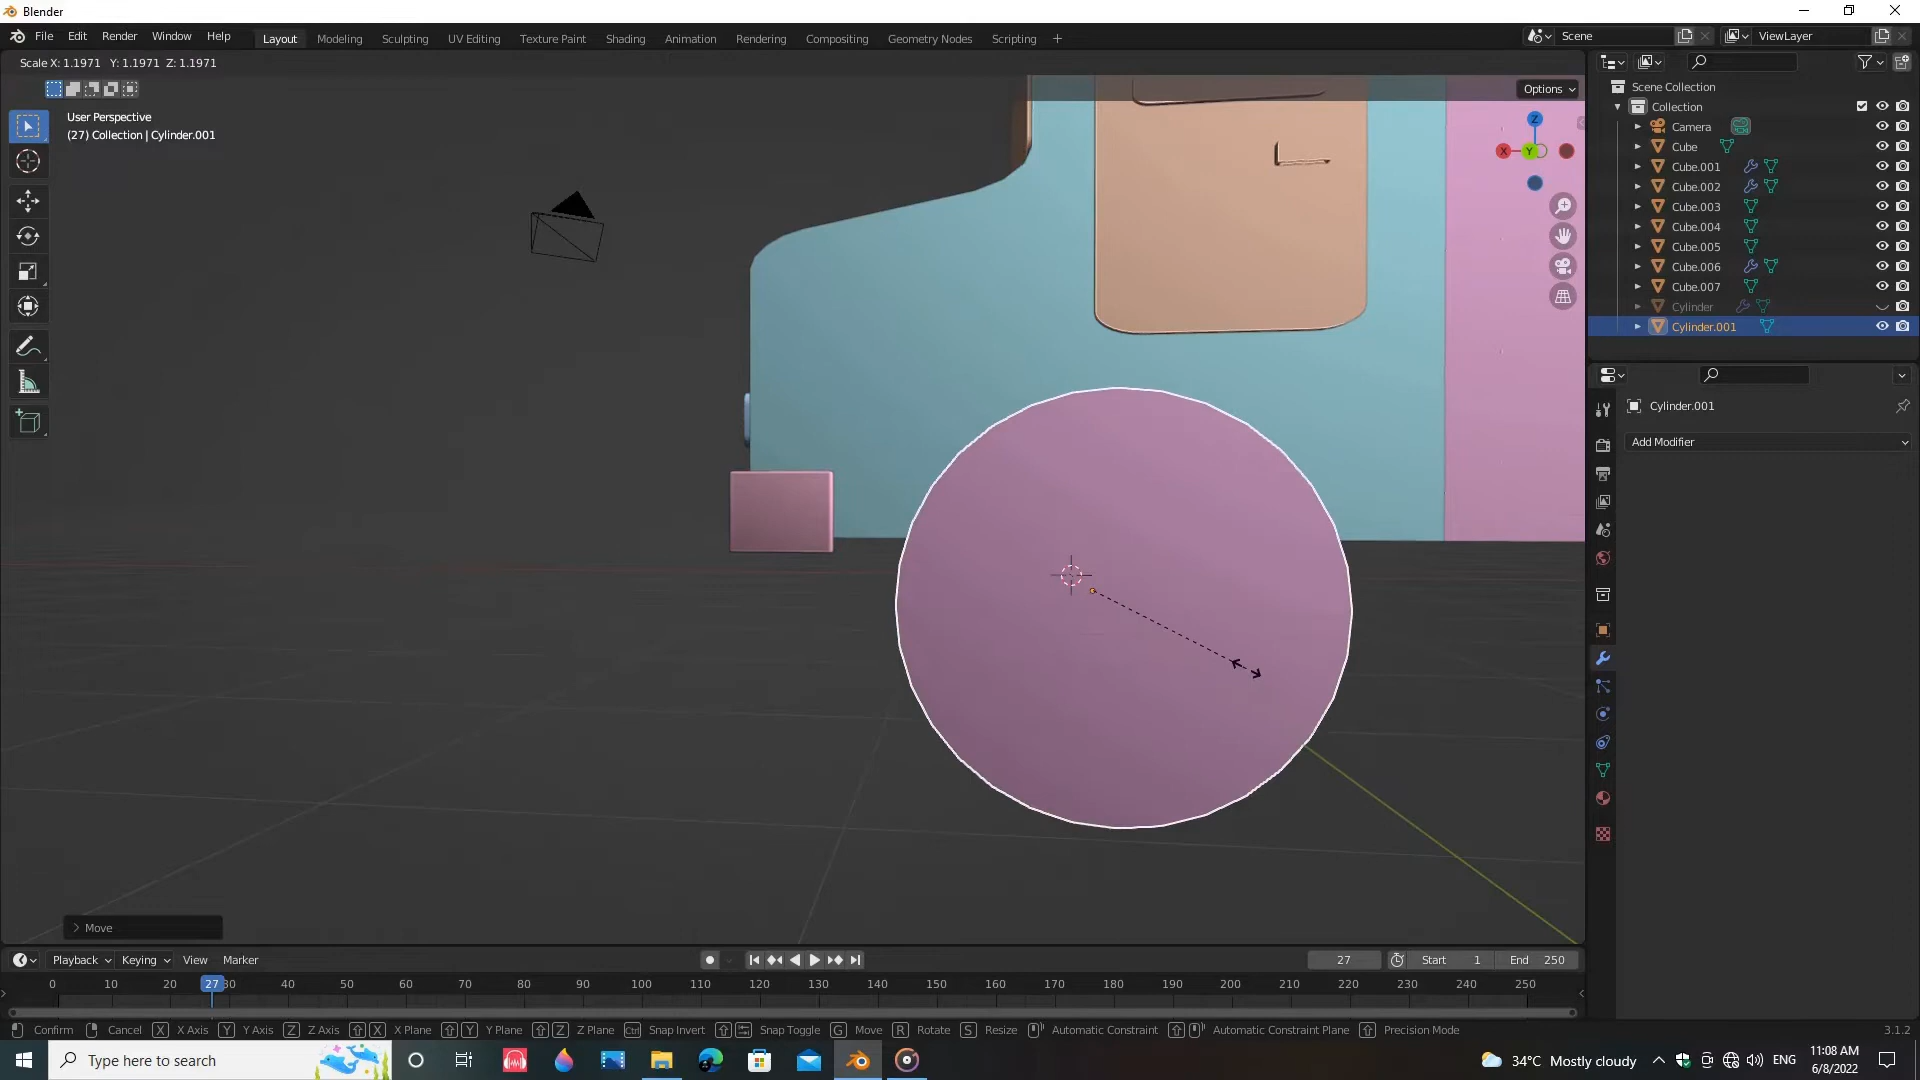 Blender
File Edit Render Window Help Layout Modeling Sculpting UV Editing Texture Paint Shading Animation Rendering Compositing Geometry Nodes Scripting + Scene ViewLayer
Scale X: 1.1971 Y: 1.1971 Z: 1.1971
Options
User Perspective
(27) Collection | Cylinder.001
Z
X
Y
Scene Collection
Collection
Camera
Cube
Cube.001
Cube.002
Cube.003
Cube.004
Cube.005
Cube.006
Cube.007
Cylinder
Cylinder.001
Cylinder.001
Add Modifier
Move
Playback Keying View Marker 27 Start 1 End 250
0 10 20 27 30 40 50 60 70 80 90 100 110 120 130 140 150 160 170 180 190 200 210 220 230 240 250
Confirm Cancel X X Axis Y Y Axis Z Z Axis X X Plane Y Y Plane Z Z Plane Ctrl Snap Invert Snap Toggle G Move R Rotate S Resize Automatic Constraint Automatic Constraint Plane Precision Mode 3.1.2
Type here to search
34°C Mostly cloudy
ENG
11:08 AM
6/8/2022